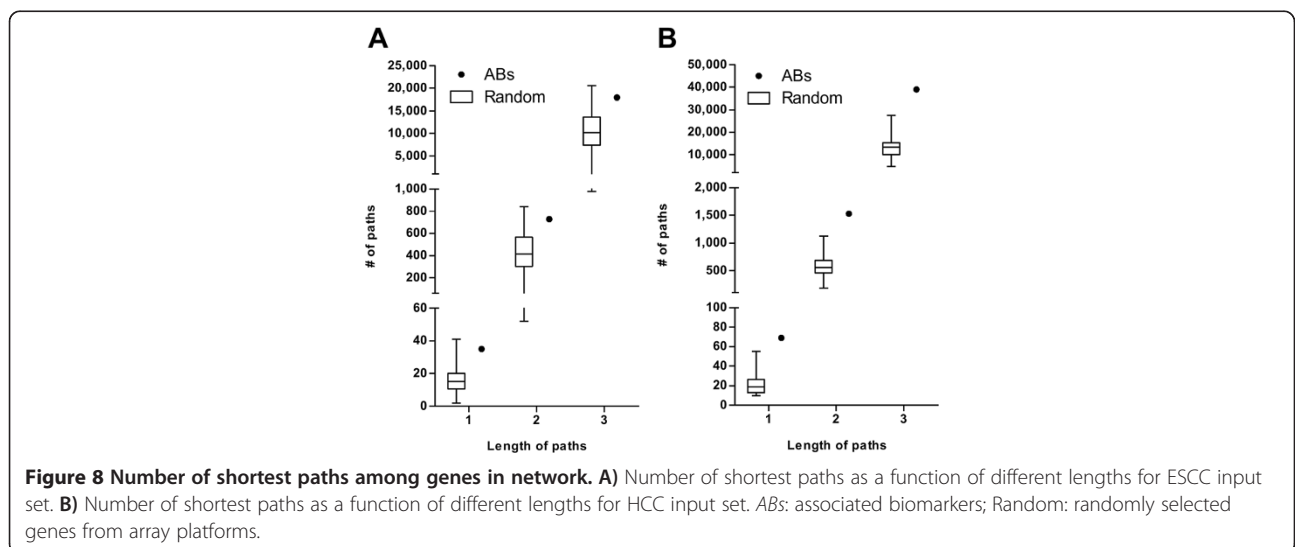 A
25,000
20,000
15,000
10,000
5,000
1,000
800
600
400
200
60
40
20
0
# of paths
ABs
Random
1 2 3
Length of paths
B
50,000
40,000
30,000
20,000
10,000
2,000
1,500
1,000
500
100
80
60
40
20
0
# of paths
ABs
Random
1 2 3
Length of paths
Figure 8 Number of shortest paths among genes in network. A) Number of shortest paths as a function of different lengths for ESCC input
set. B) Number of shortest paths as a function of different lengths for HCC input set. ABs: associated biomarkers; Random: randomly selected
genes from array platforms.